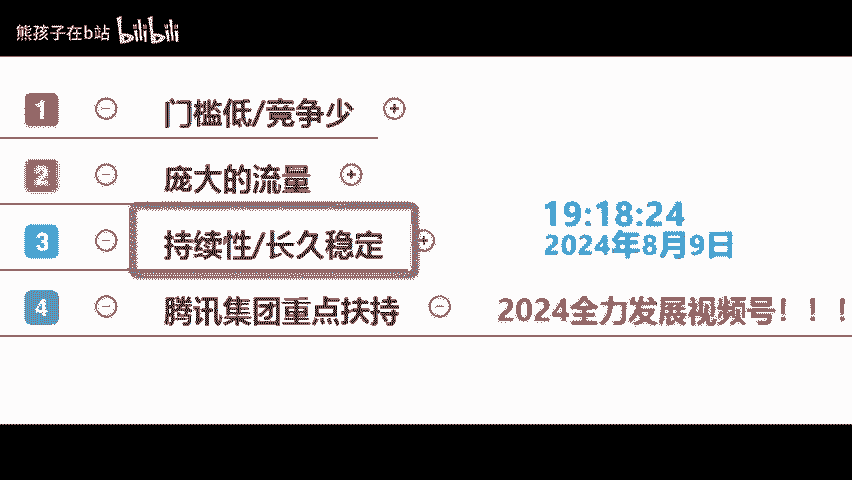 熊孩子在b站 bilibili
1 门槛低/竞争少
2 庞大的流量
3 持续性/长久稳定
19:18:24
2024年8月9日
4 腾讯集团重点扶持 2024全力发展视频号！！！